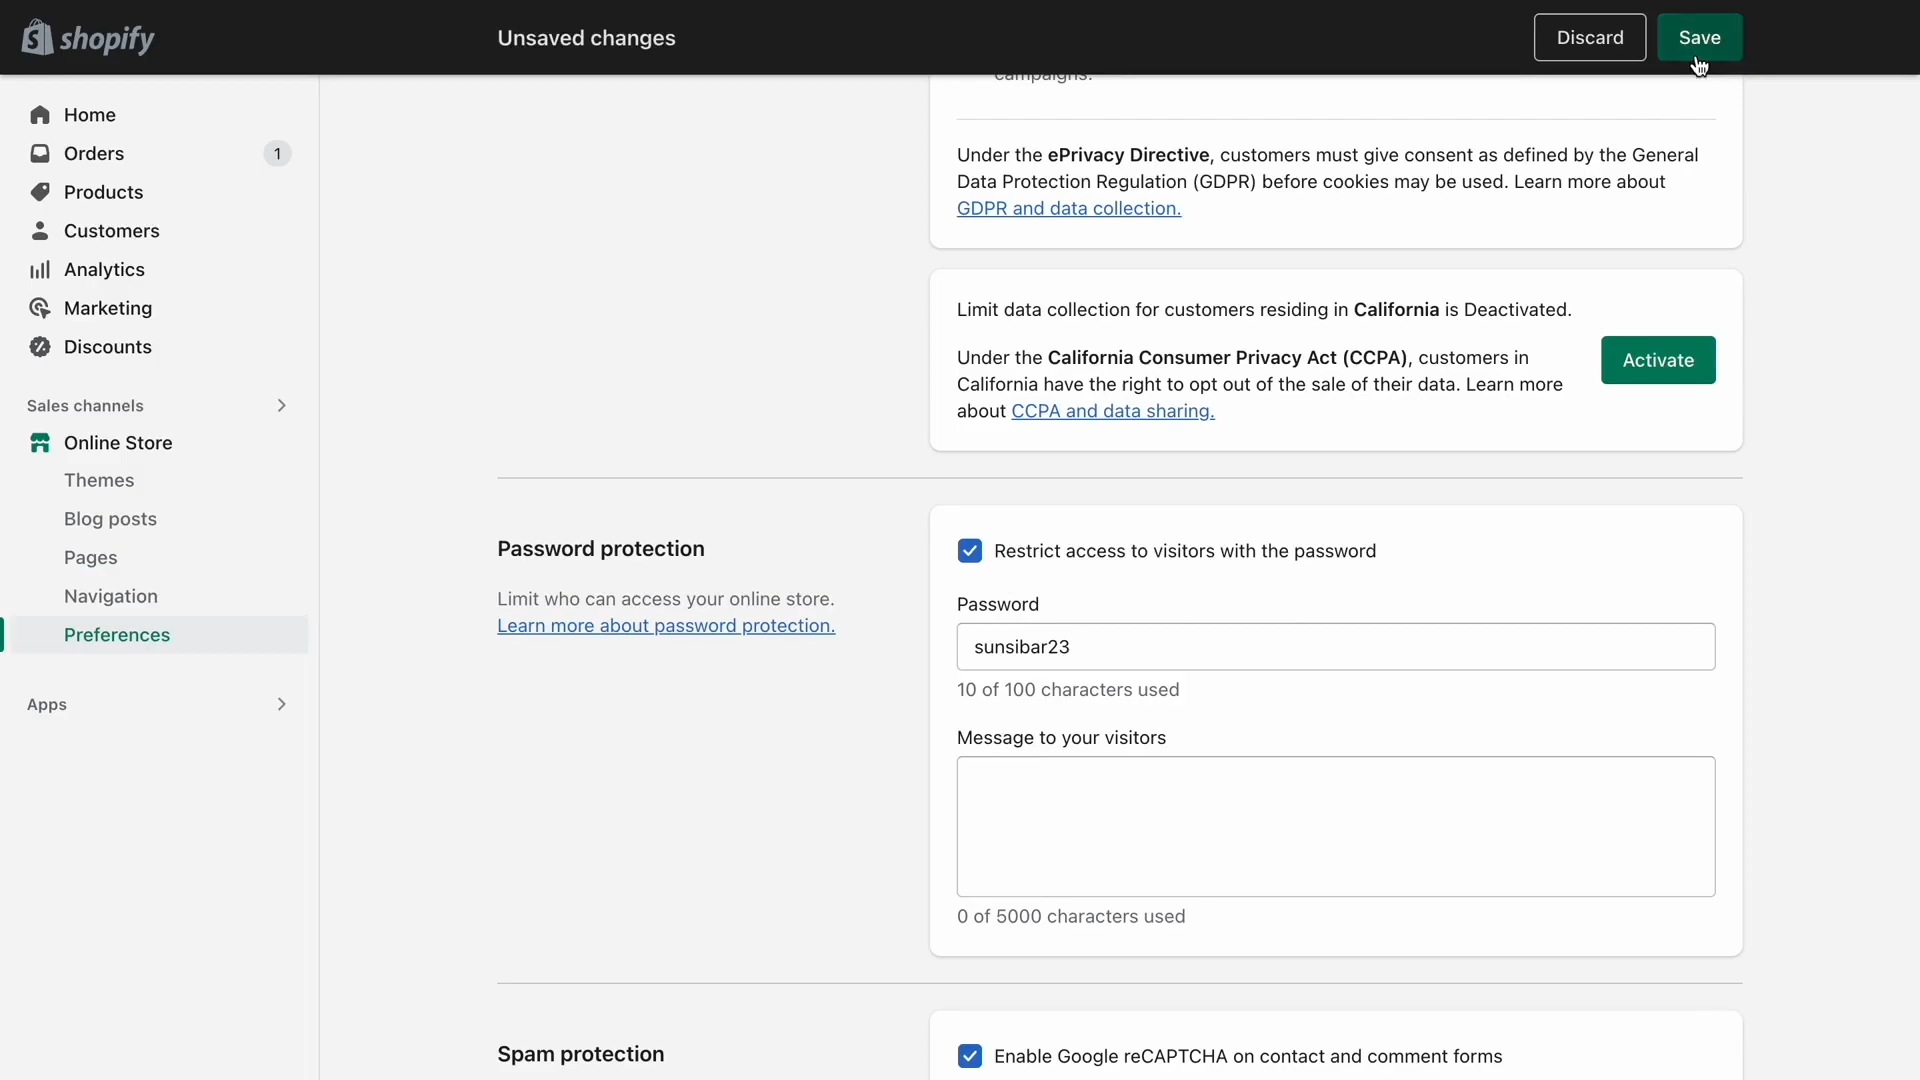 shopify
Unsaved changes
Discard
Save
Home
Orders
1
Products
Customers
Analytics
Marketing
Discounts
Sales channels
Online Store
Themes
Blog posts
Pages
Navigation
Preferences
Apps
campaigns.
Under the ePrivacy Directive, customers must give consent as defined by the General
Data Protection Regulation (GDPR) before cookies may be used. Learn more about
GDPR and data collection.
Limit data collection for customers residing in California is Deactivated.
Under the California Consumer Privacy Act (CCPA), customers in
California have the right to opt out of the sale of their data. Learn more
about CCPA and data sharing.
Activate
Password protection
Limit who can access your online store.
Learn more about password protection.
Restrict access to visitors with the password
Password
sunsibar23
10 of 100 characters used
Message to your visitors
0 of 5000 characters used
Spam protection
Enable Google reCAPTCHA on contact and comment forms